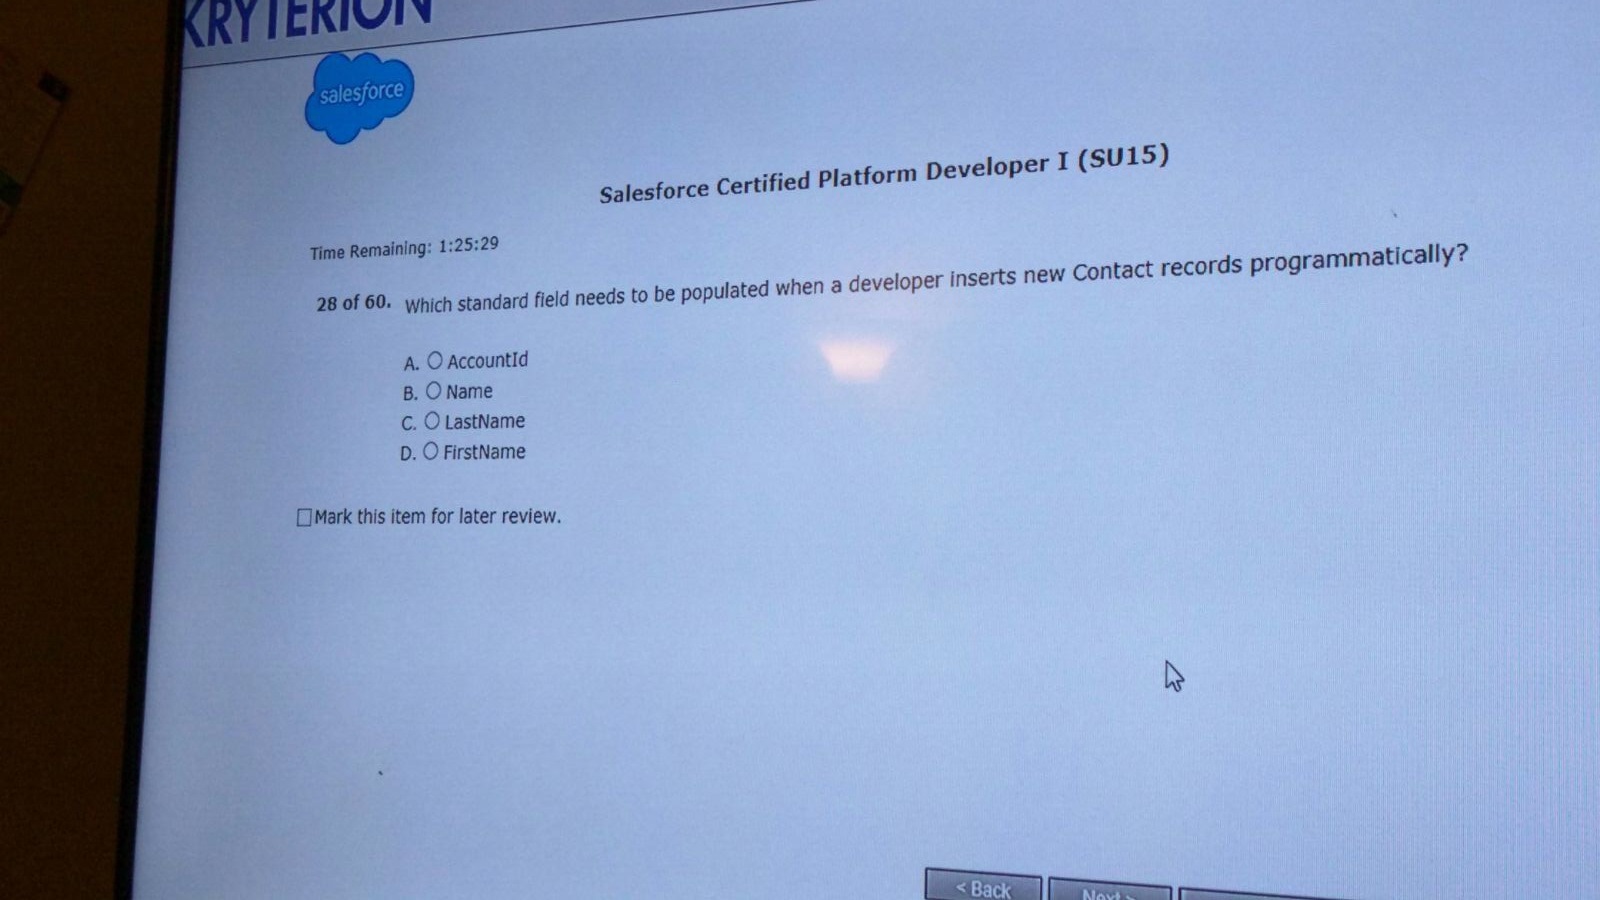 KRYTERION
salesforce
Salesforce Certified Platform Developer I (SU15)
Time Remaining: 1:25:29
28 of 60. Which standard field needs to be populated when a developer inserts new Contact records programmatically?
A. AccountId
B. Name
C. LastName
D. FirstName
Mark this item for later review.
< Back Next >